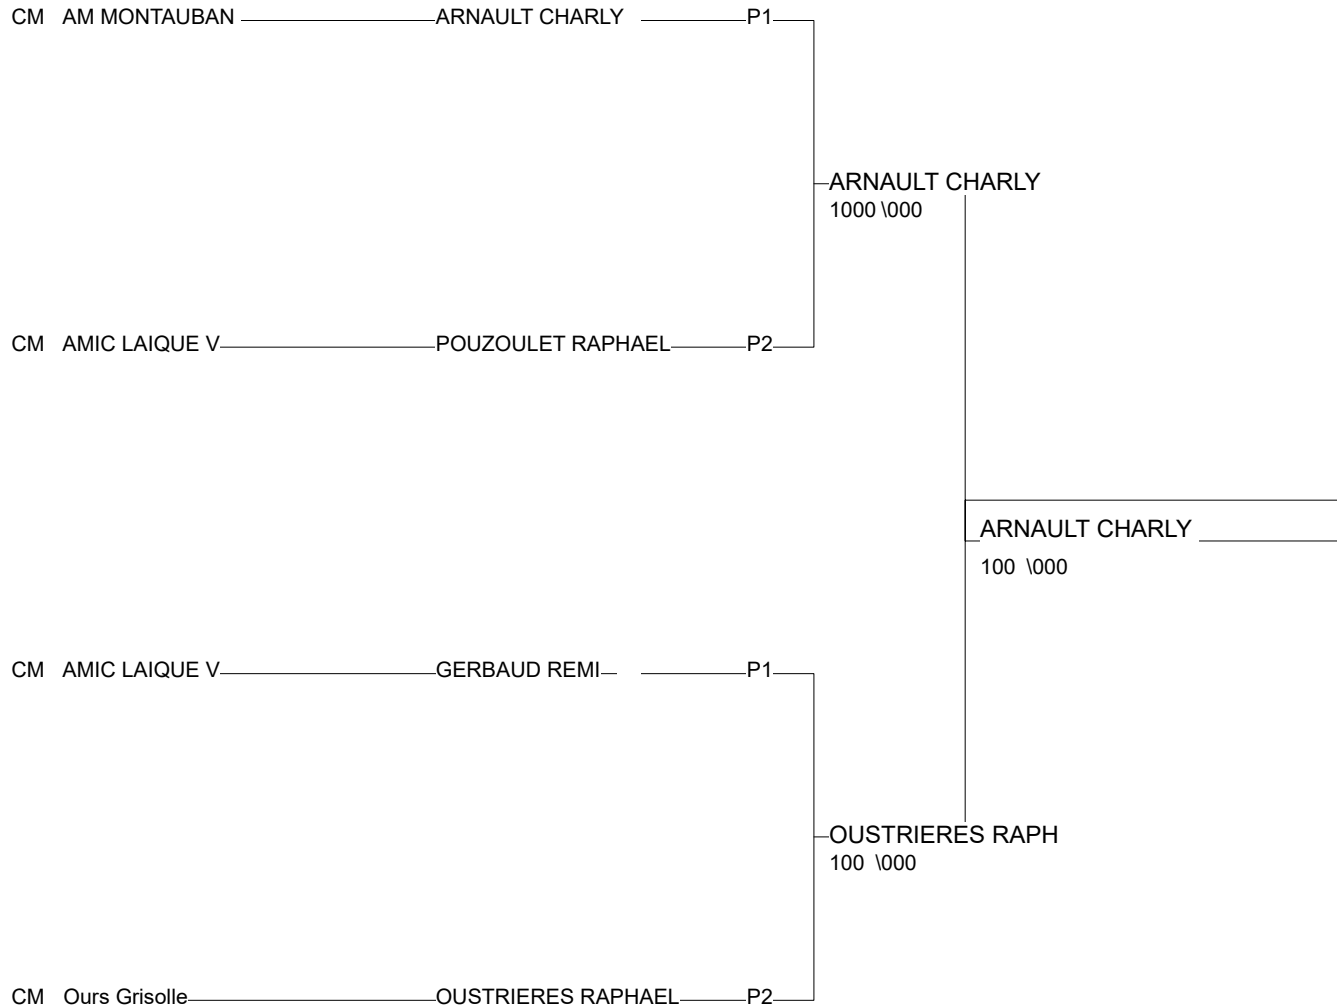 CM AM MONTAUBAN ARNAULT CHARLY P1
ARNAULT CHARLY
1000 \000
CM AMIC LAIQUE V POUZOULET RAPHAEL P2
ARNAULT CHARLY
100 \000
CM AMIC LAIQUE V GERBAUD REMI P1
OUSTRIERES RAPH
100 \000
CM Ours Grisolle OUSTRIERES RAPHAEL P2